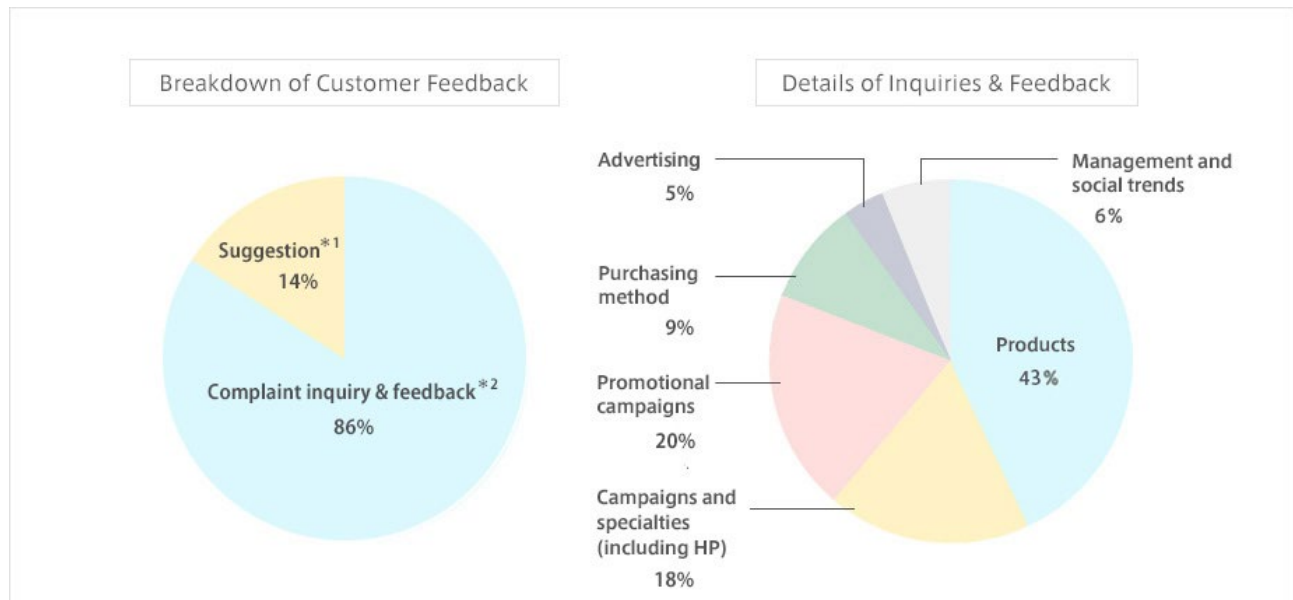 Breakdown of Customer Feedback
Suggestion*1
14%
Complaint inquiry & feedback*2
86%
Details of Inquiries & Feedback
Advertising
5%
Management and
social trends
6%
Purchasing
method
9%
Products
43%
Promotional
campaigns
20%
Campaigns and
specialties
(including HP)
18%